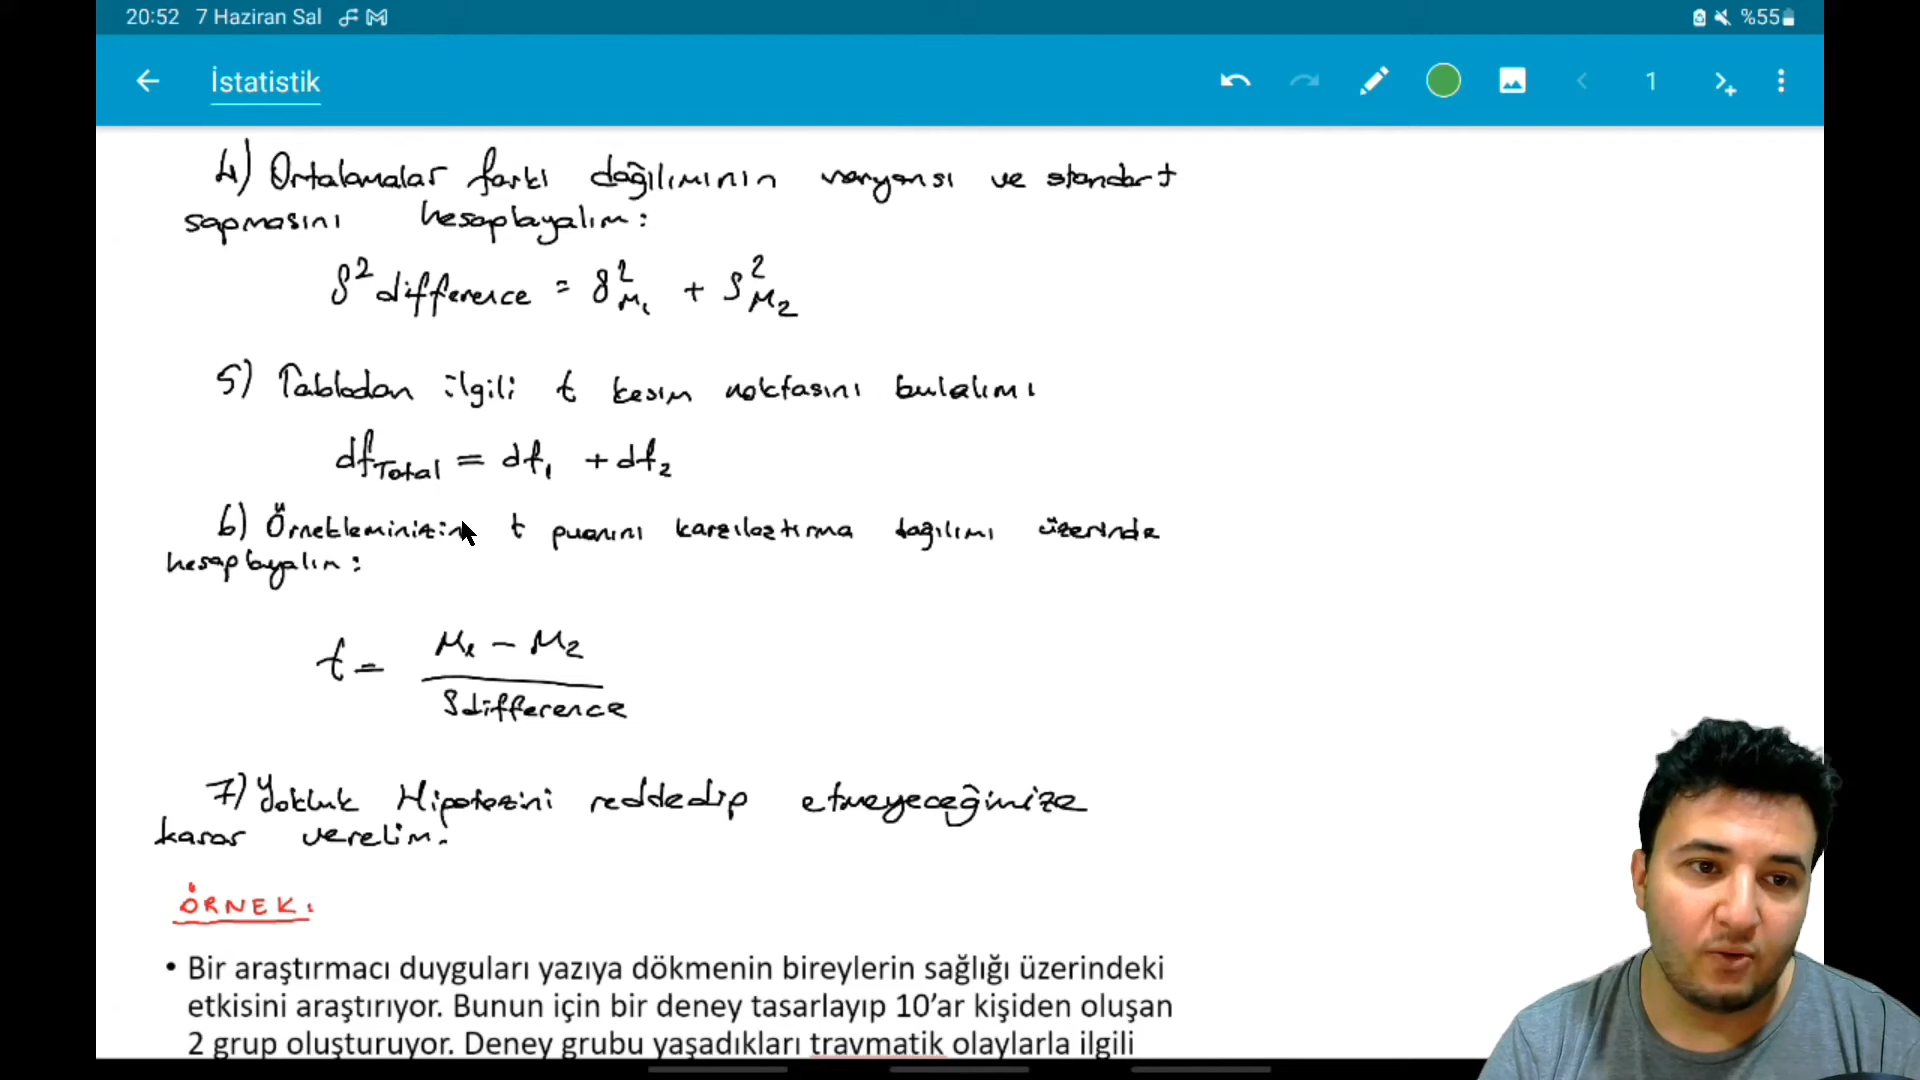 20:52 7 Haziran Sal %55
İstatistik 1
4) Ortalamalar farkı dağılımının varyansı ve standart
sapmasını hesaplayalım:
S² difference = S²M₁ + S²M₂
5) Tablodan ilgili t kesim noktasını bulalım:
dfTotal = df₁ + df₂
6) Örnekleminizin t puanını karşılaştırma dağılımı üzerinde
hesaplayalım:
t = M₁ - M₂
Sdifference
7) Yokluk Hipotezini reddedip etmeyeceğimize
karar verelim.
ÖRNEK:
• Bir araştırmacı duyguları yazıya dökmenin bireylerin sağlığı üzerindeki
etkisini araştırıyor. Bunun için bir deney tasarlayıp 10’ar kişiden oluşan
2 grup oluşturuyor. Deney grubu yaşadıkları travmatik olaylarla ilgili